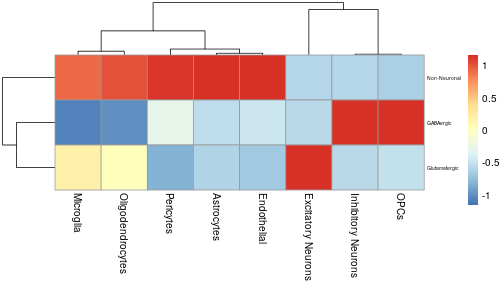 1
0.5
0
-0.5
-1
Non-Neuronal
GABAergic
Glutamatergic
Microglia
Oligodendrocytes
Pericytes
Astrocytes
Endothelial
Excitatory Neurons
Inhibitory Neurons
OPCs